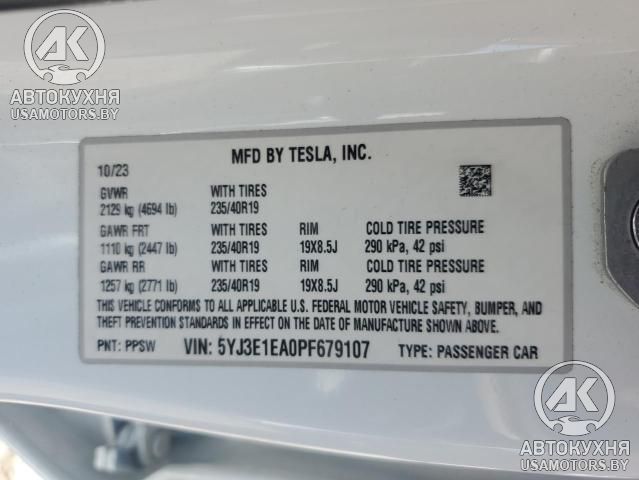 AK
АВТОКУХНЯ
USAMOTORS.BY
MFD BY TESLA, INC.
10/23
GVWR WITH TIRES
2129 kg (4694 lb) 235/40R19
GAWR FRT WITH TIRES RIM COLD TIRE PRESSURE
1110 kg (2447 lb) 235/40R19 19X8.5J 290 kPa, 42 psi
GAWR RR WITH TIRES RIM COLD TIRE PRESSURE
1257 kg (2771 lb) 235/40R19 19X8.5J 290 kPa, 42 psi
THIS VEHICLE CONFORMS TO ALL APPLICABLE U.S. FEDERAL MOTOR VEHICLE SAFETY, BUMPER, AND
THEFT PREVENTION STANDARDS IN EFFECT ON THE DATE OF MANUFACTURE SHOWN ABOVE.
PNT: PPSW VIN: 5YJ3E1EA0PF679107 TYPE: PASSENGER CAR
AK
АВТОКУХНЯ
USAMOTORS.BY